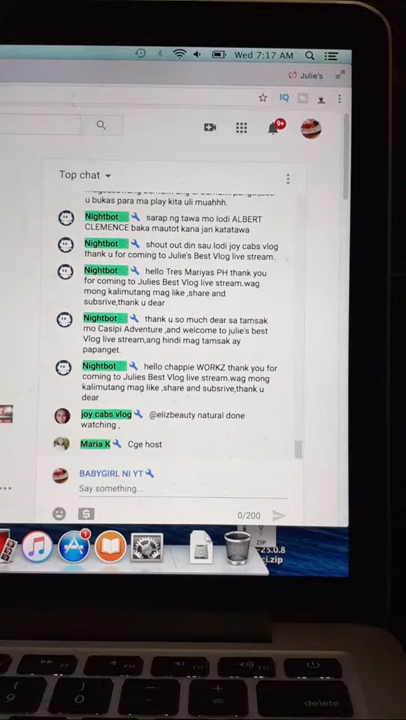 Wed 7:17 AM
Julie's
IQ
9+
Top chat
u bukas para ma play kita uli muahhh.
Nightbot sarap ng tawa mo lodi ALBERT
CLEMENCE baka mautot kana jan katatawa
Nightbot shout out din sau lodi joy cabs vlog
thank u for coming to Julie's Best Vlog live stream.
Nightbot hello Tres Mariyas PH thank you
for coming to Julies Best Vlog live stream.wag
mong kalimutang mag like ,share and
subsrive,thank u dear
Nightbot thank u so much dear sa tamsak
mo Casipi Adventure ,and welcome to julie's best
Vlog live stream,ang hindi mag tamsak ay
papanget.
Nightbot hello chappie WORKZ thank you for
coming to Julies Best Vlog live stream.wag mong
kalimutang mag like ,share and subsrive,thank u
dear
joy cabs vlog @elizbeauty natural done
watching ,
Maria K Cge host
BABYGIRL NI YT
Say something...
0/200
1
ZIP
-25.0.8
i.zip
delete